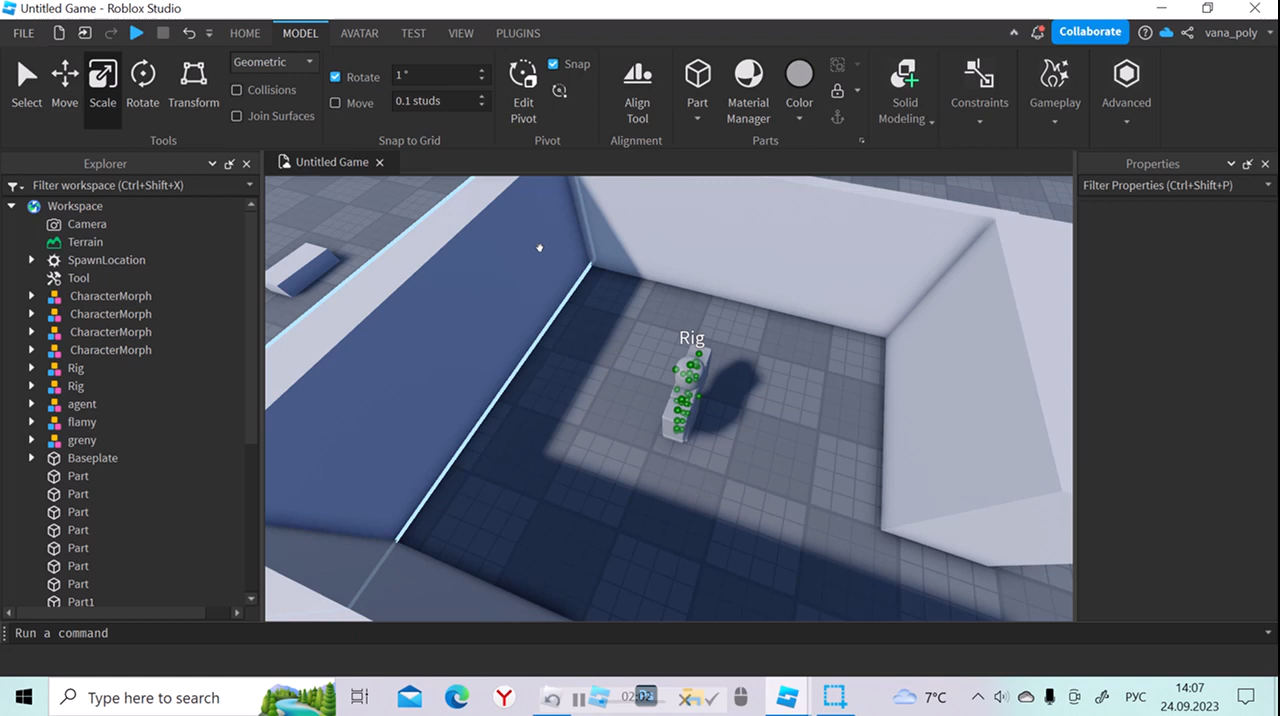 Untitled Game - Roblox Studio
FILE HOME MODEL AVATAR TEST VIEW PLUGINS Collaborate vana_poly
Select Move Scale Rotate Transform
Geometric
Collisions
Join Surfaces
Tools
Rotate 1°
Move 0.1 studs
Snap to Grid
Edit Pivot
Snap
Pivot
Align Tool
Alignment
Part
Material Manager
Color
Parts
Solid Modeling
Constraints
Gameplay
Advanced
Explorer
Filter workspace (Ctrl+Shift+X)
Workspace
Camera
Terrain
SpawnLocation
Tool
CharacterMorph
CharacterMorph
CharacterMorph
CharacterMorph
Rig
Rig
agent
flamy
greny
Baseplate
Part
Part
Part
Part
Part
Part
Part
Part1
Untitled Game
Rig
Properties
Filter Properties (Ctrl+Shift+P)
Run a command
Type here to search
02:02
7°C
РУС
14:07
24.09.2023